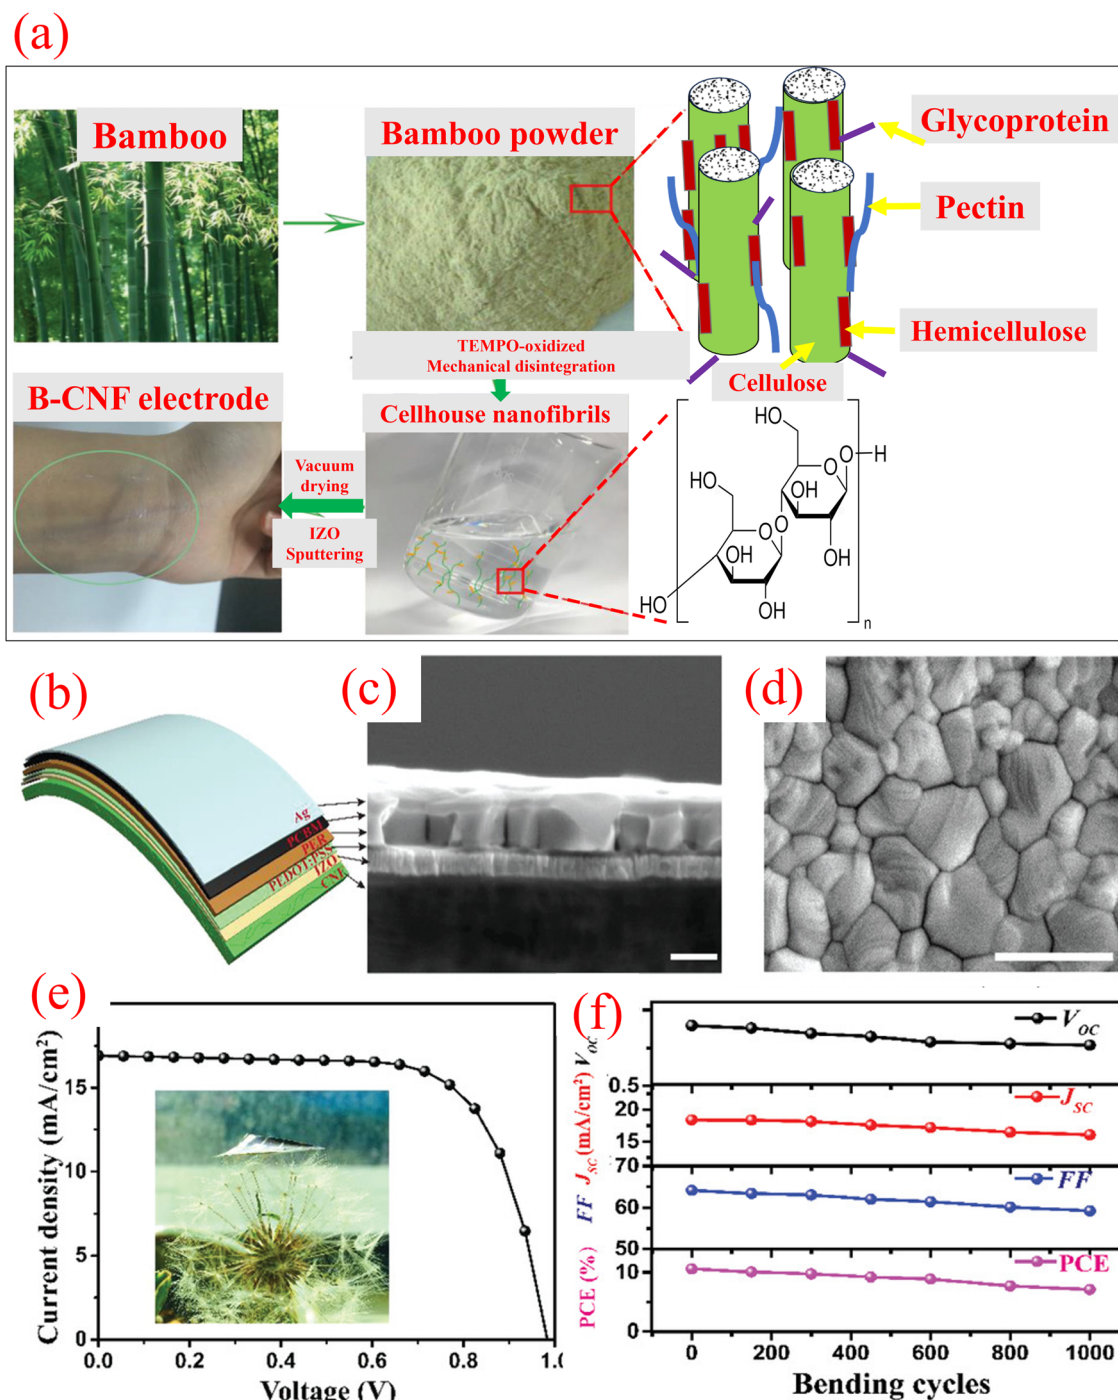 (a)
Bamboo
Bamboo powder
Glycoprotein
Pectin
Hemicellulose
Cellulose
TEMPO-oxidized
Mechanical disintegration
B-CNF electrode
Cellhouse nanofibrils
Vacuum
drying
IZO
Sputtering
HO
O
H
HO
O
OH
OH
O
HO
O
OH
OH
HO
n
(b)
(c)
(d)
Ag
PCBM
PER
PEDOT:PSS
IZO
CNF
(e)
Current density (mA/cm²)
15
10
5
0
0.0
0.2
0.4
0.6
0.8
1.0
Voltage (V)
(f)
VOC
JSC (mA/cm²)
FF
PCE (%)
VOC
0.5
JSC
20
15
70
FF
60
50
PCE
10
0
0
200
400
600
800
1000
Bending cycles